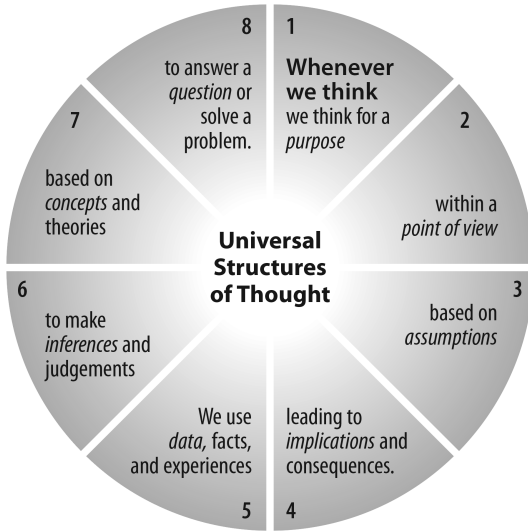 8
to answer a
question or
solve a
problem.
1
Whenever
we think
we think for a
purpose
2
within a
point of view
3
based on
assumptions
4
leading to
implications and
consequences.
5
We use
data, facts,
and experiences
6
to make
inferences and
judgements
7
based on
concepts and
theories
Universal
Structures
of Thought